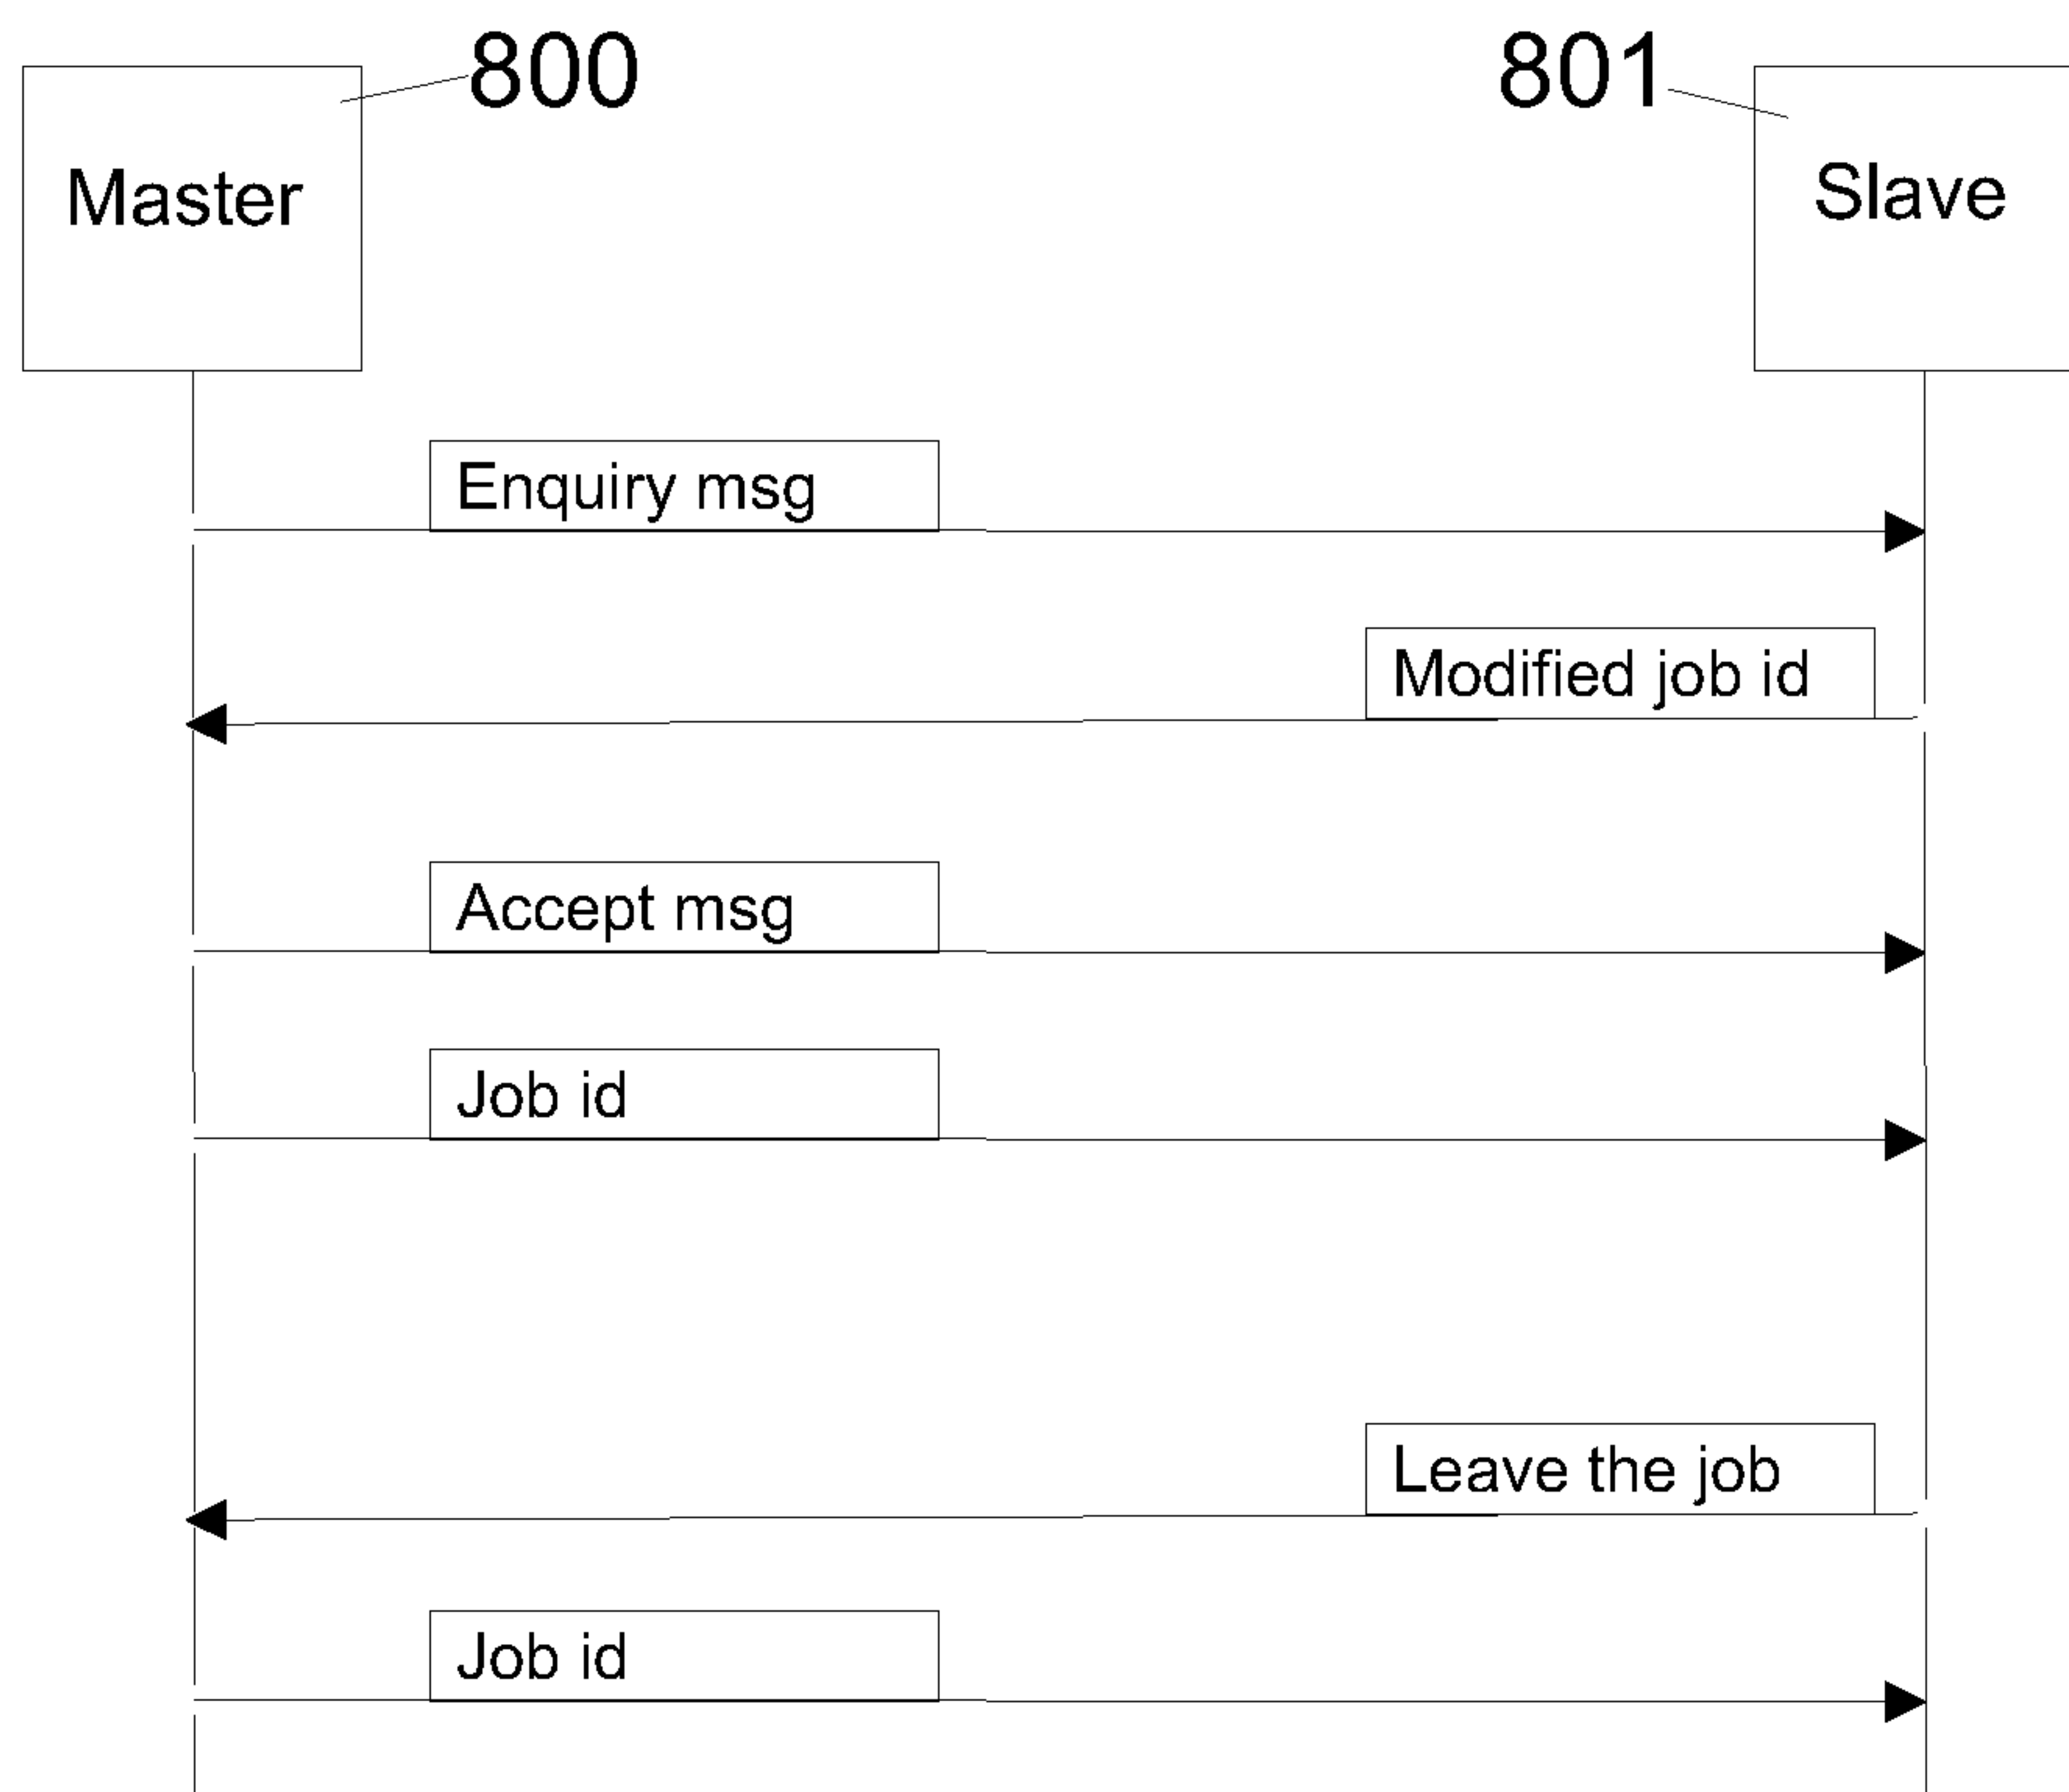 800
801
Master
Slave
Enquiry msg
Modified job id
Accept msg
Job id
Leave the job
Job id